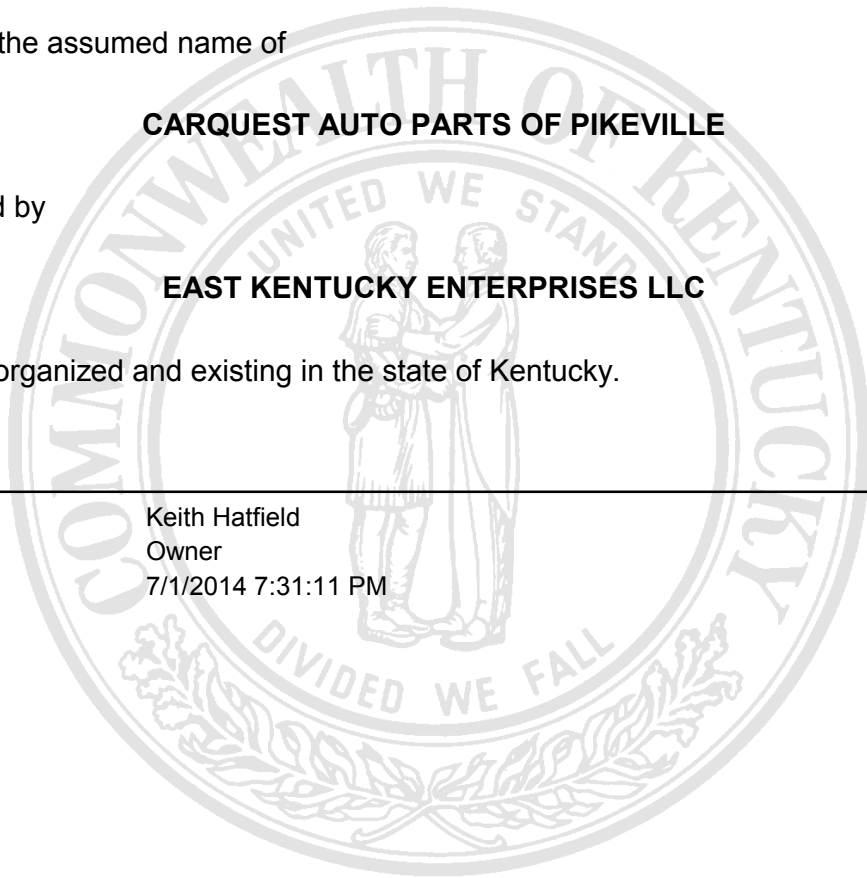 the assumed name of
CARQUEST AUTO PARTS OF PIKEVILLE
d by
EAST KENTUCKY ENTERPRISES LLC
organized and existing in the state of Kentucky.
Keith Hatfield
Owner
7/1/2014 7:31:11 PM
COMMONWEALTH OF KENTUCKY
UNITED WE STAND
DIVIDED WE FALL